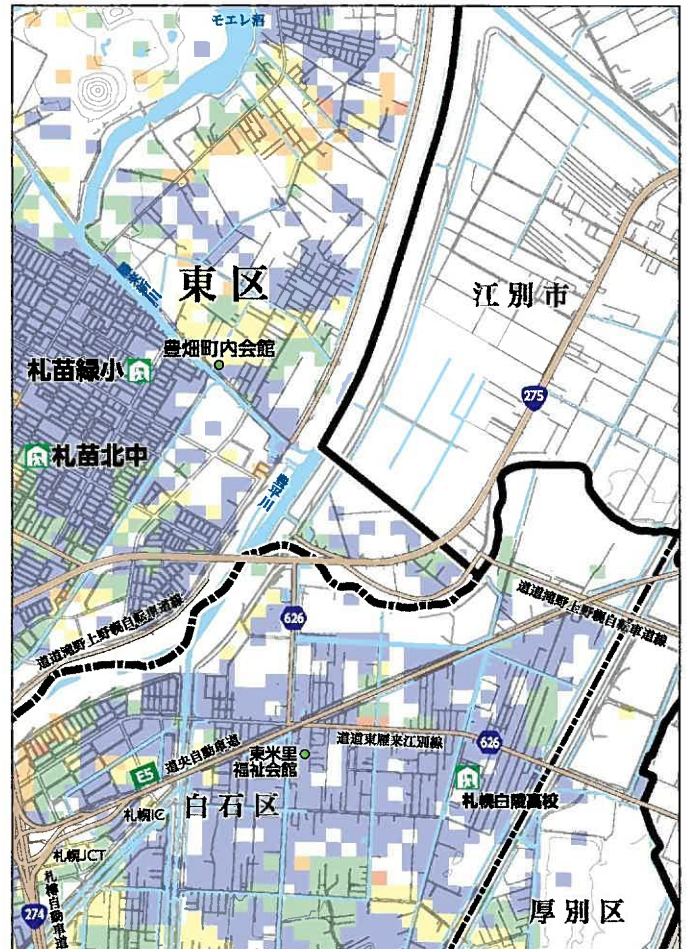 モエレ沼
東区
江別市
豊畑町内会館
札苗緑小
275
札苗北中
豊平川
626
道道滝野上野幌自転車道線
道道滝野上野幌自転車道線
道央自動車道
道道東雁来江別線
626
東米里
福祉会館
E5
札幌IC
白石区
札幌白陵高校
札幌JCT
札樽自動車道
274
厚別区